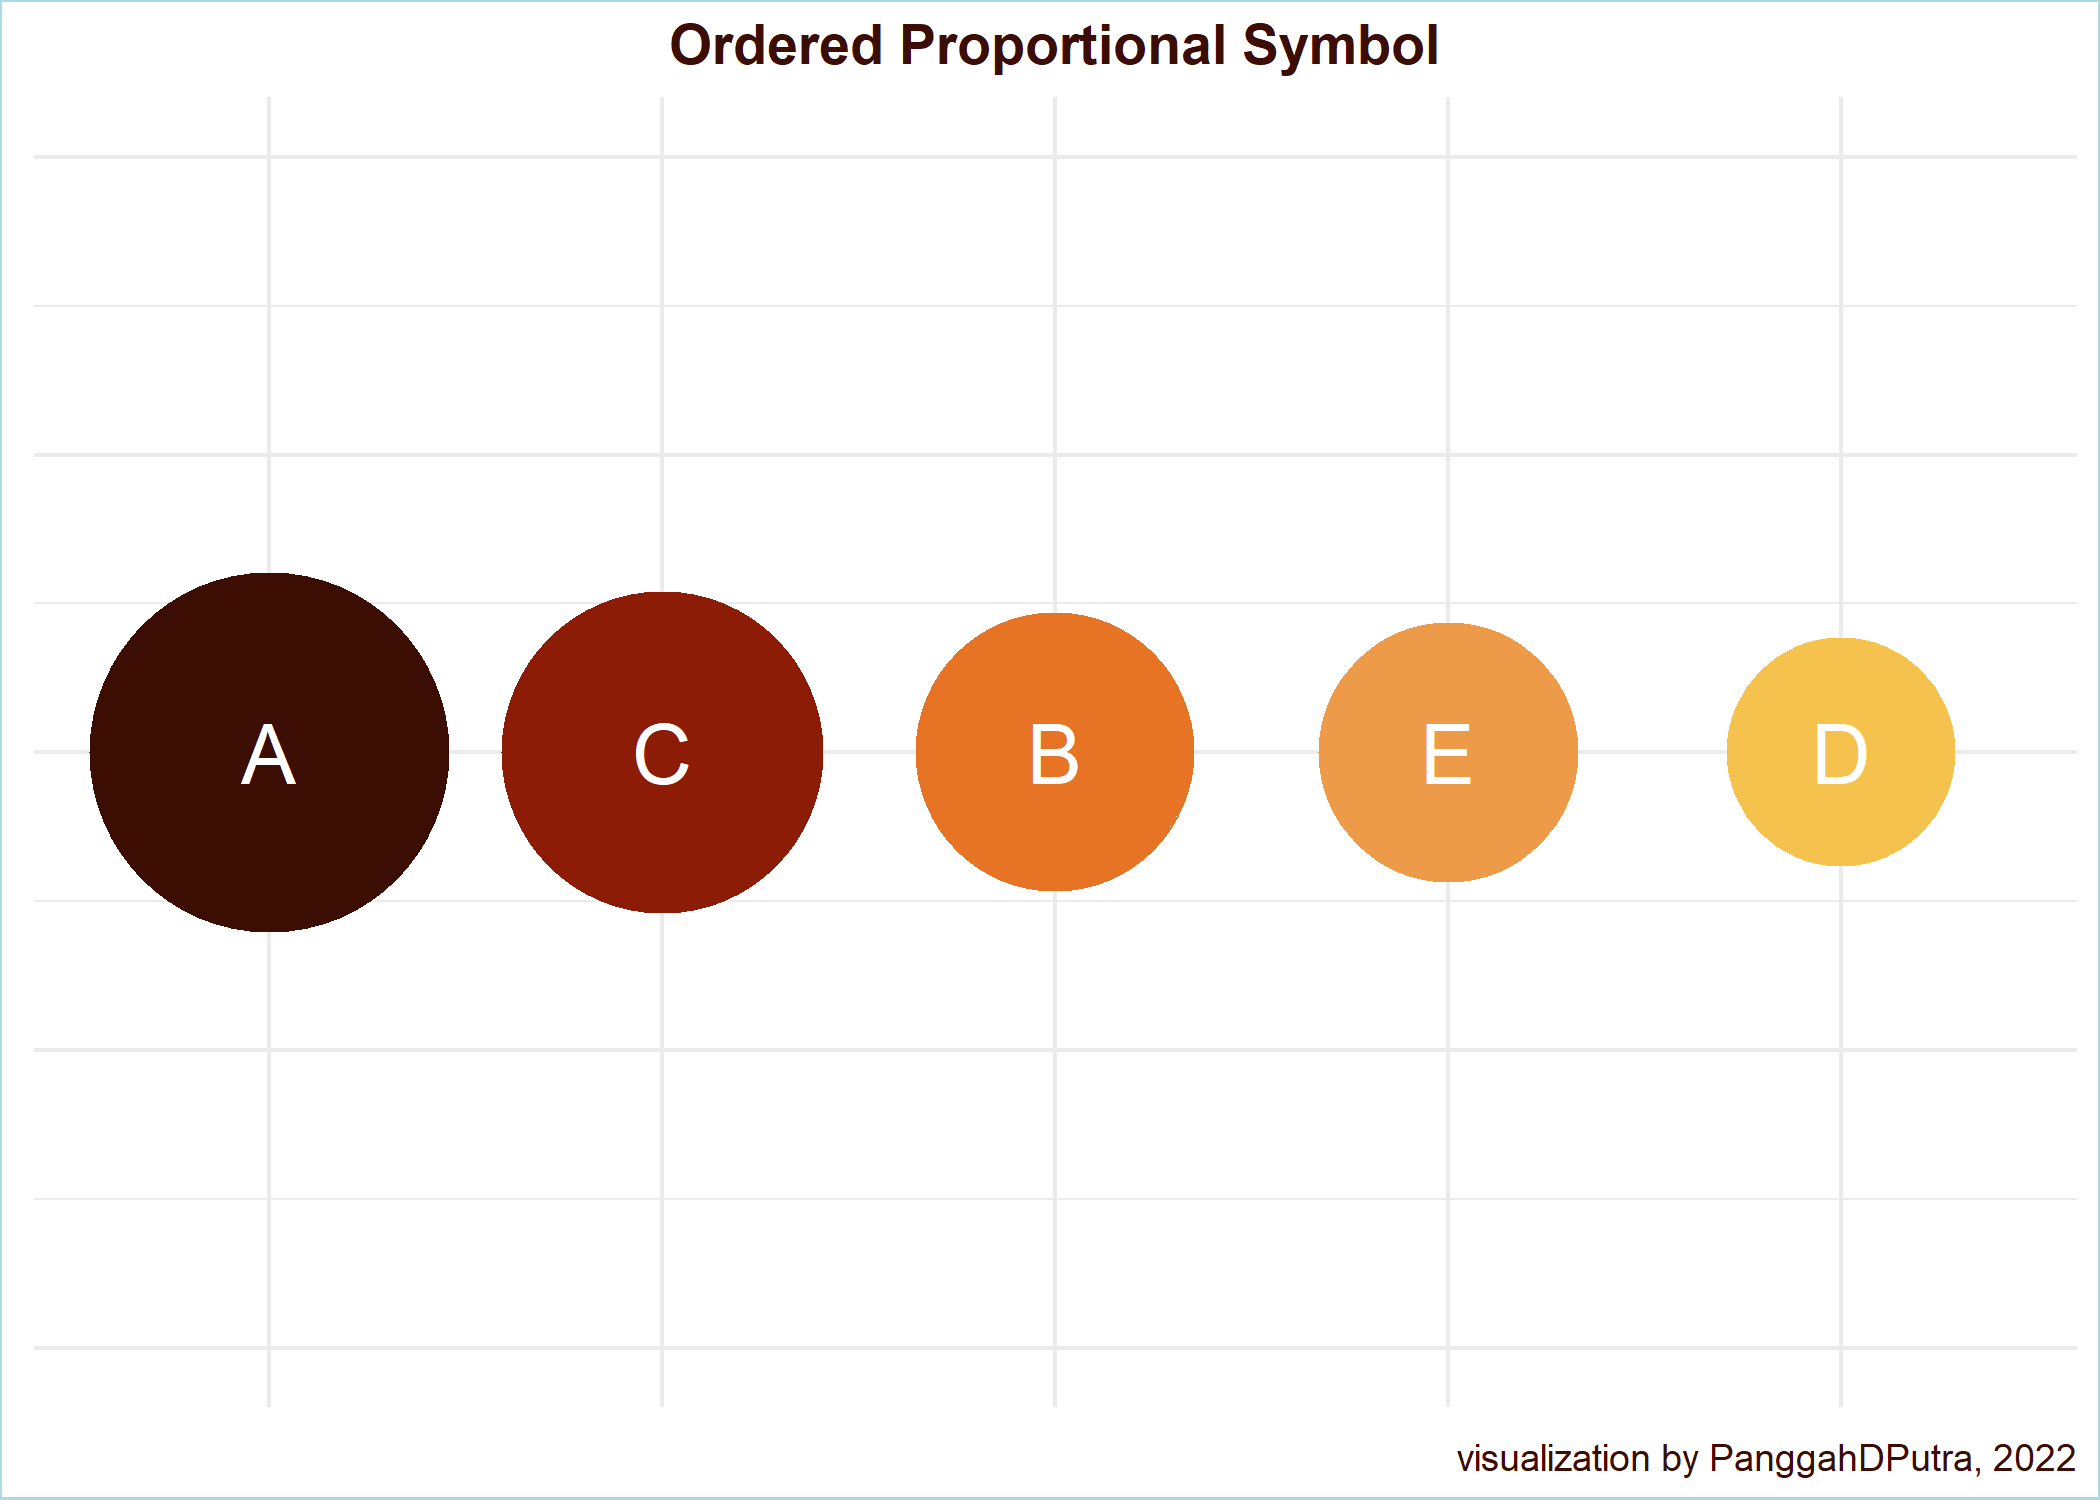 Ordered Proportional Symbol
A C B E D
visualization by PanggahDPutra, 2022